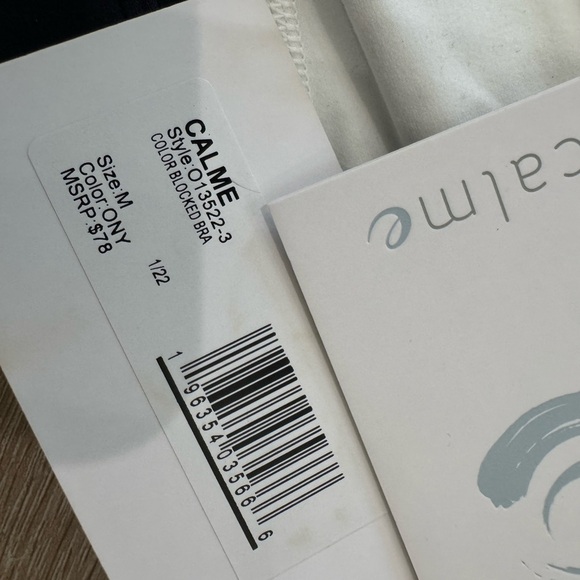 CALME
Style:O13522-3
COLOR BLOCKED BRA
Size:M
Color:ONY
MSRP:$78
1/22
1 96354 03566 6
calme